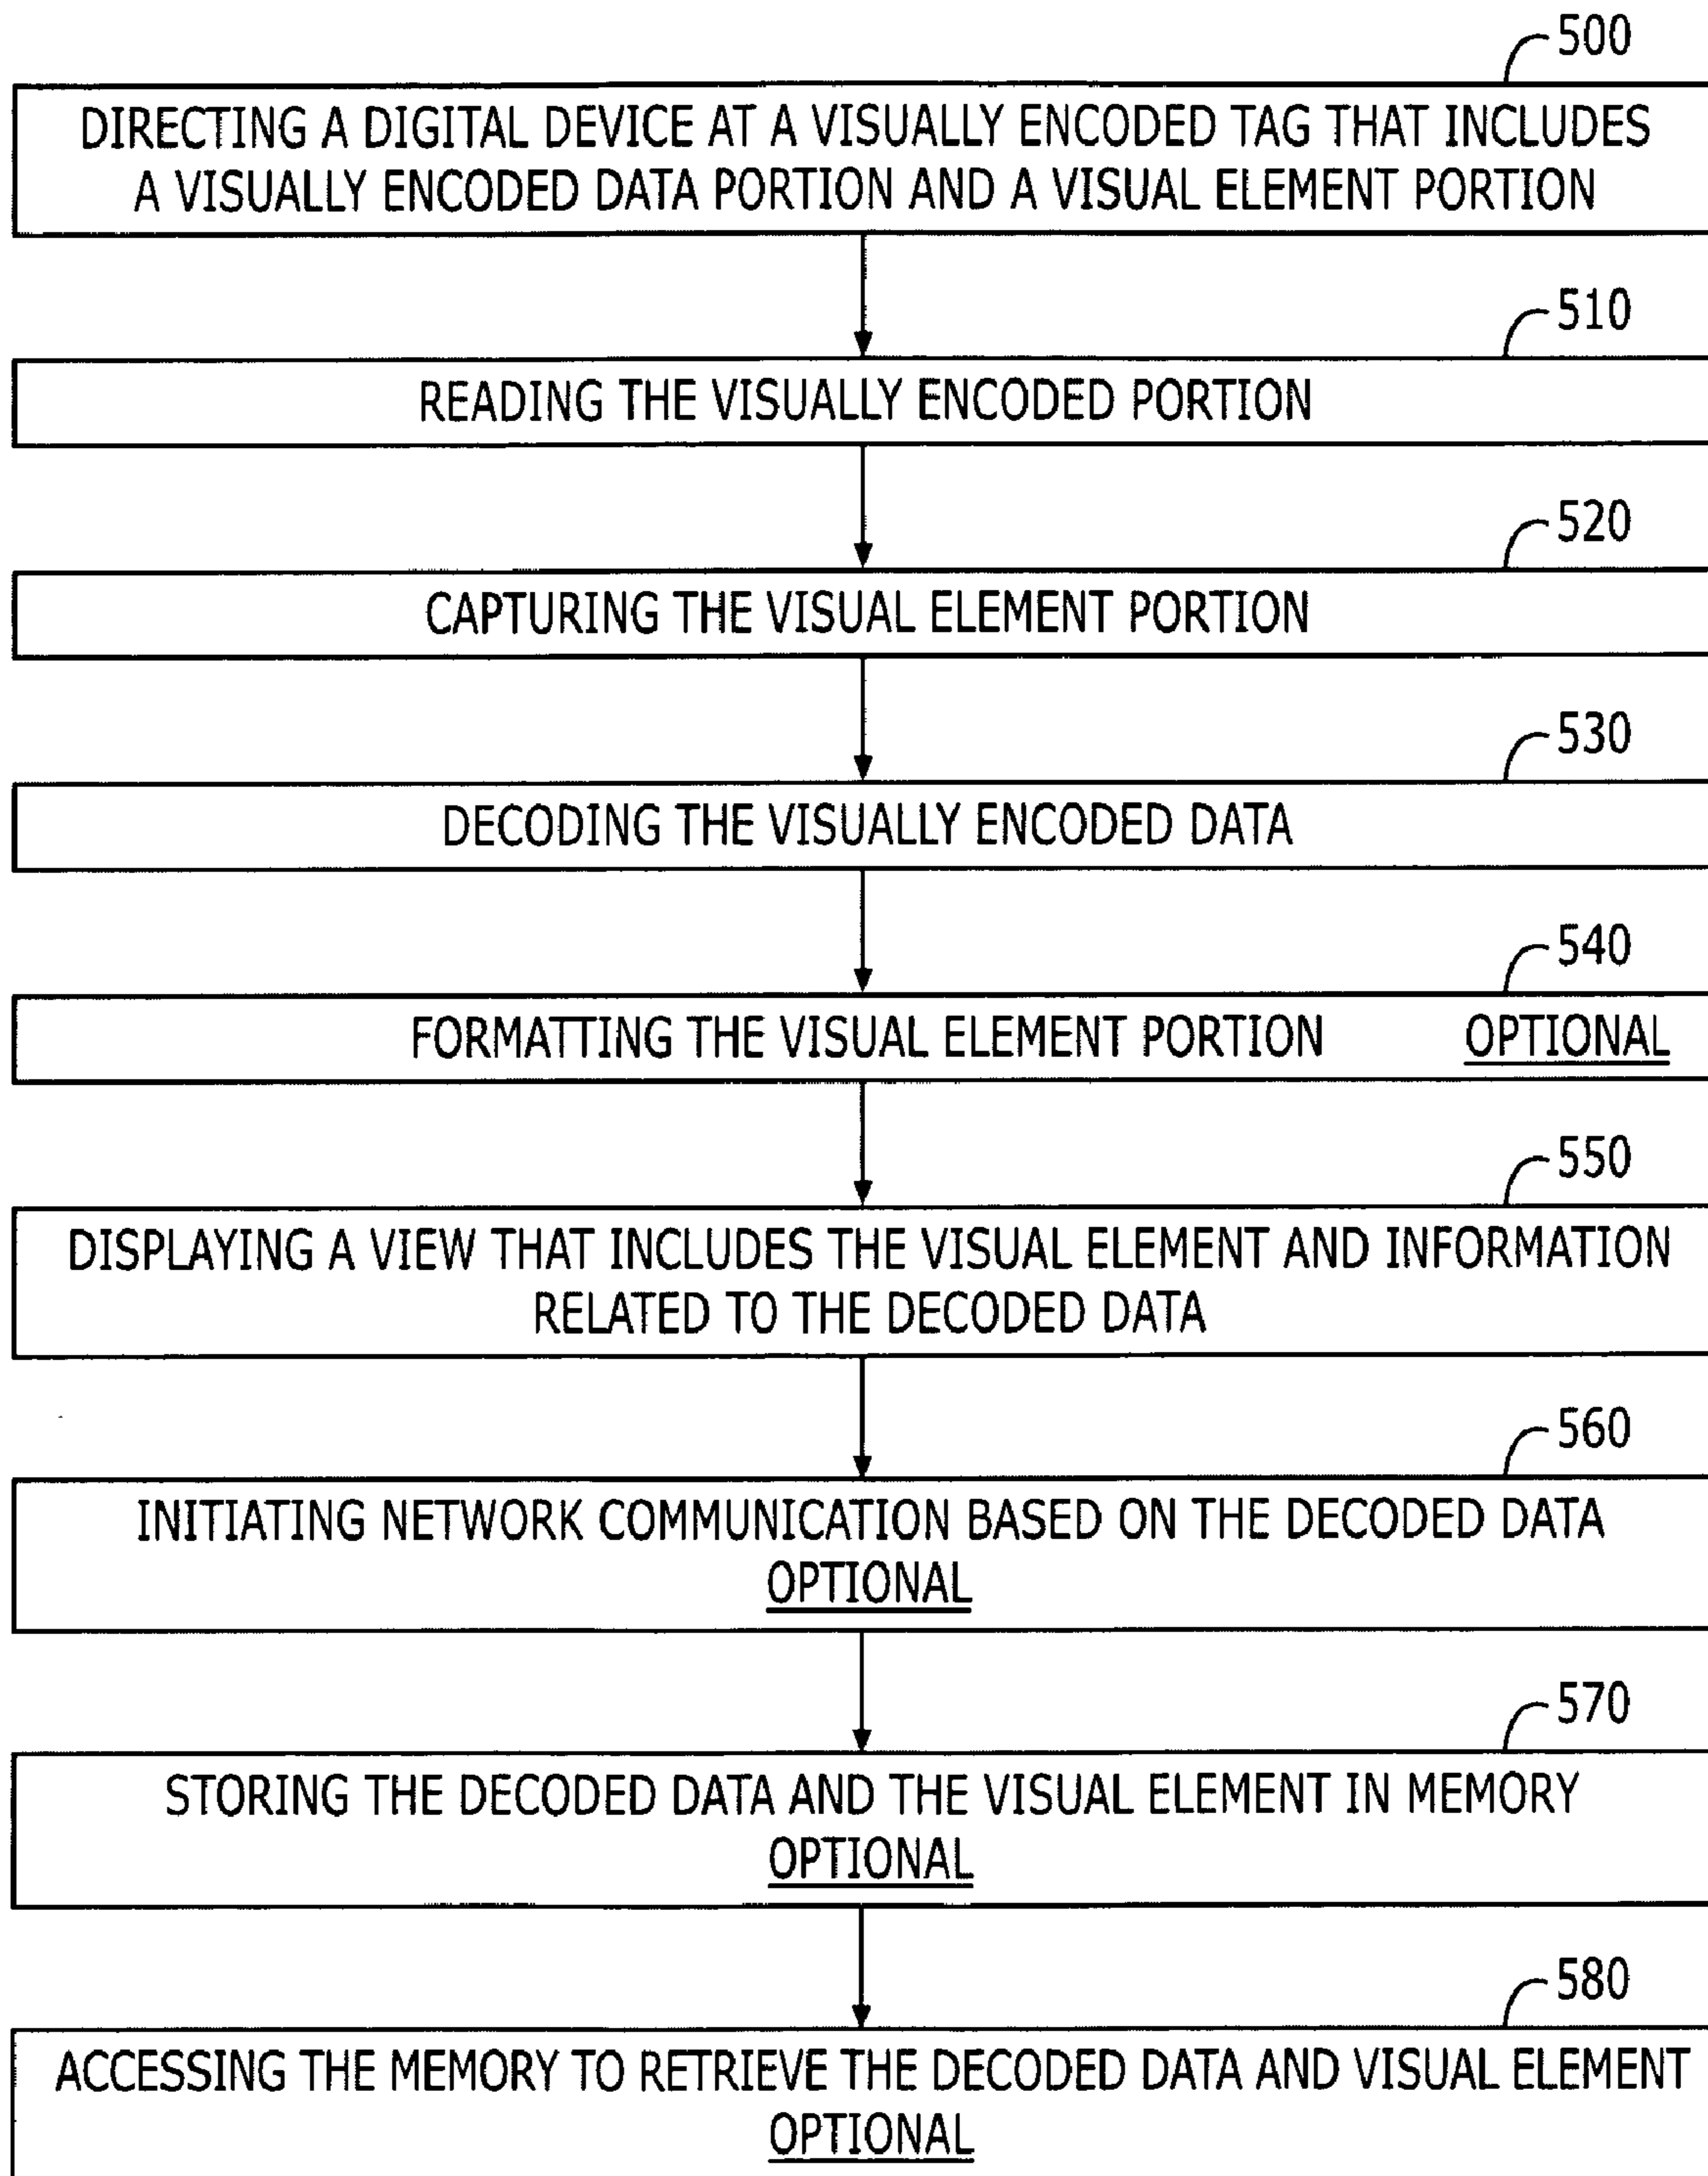 500
DIRECTING A DIGITAL DEVICE AT A VISUALLY ENCODED TAG THAT INCLUDES
A VISUALLY ENCODED DATA PORTION AND A VISUAL ELEMENT PORTION
510
READING THE VISUALLY ENCODED PORTION
520
CAPTURING THE VISUAL ELEMENT PORTION
530
DECODING THE VISUALLY ENCODED DATA
540
FORMATTING THE VISUAL ELEMENT PORTION OPTIONAL
550
DISPLAYING A VIEW THAT INCLUDES THE VISUAL ELEMENT AND INFORMATION
RELATED TO THE DECODED DATA
560
INITIATING NETWORK COMMUNICATION BASED ON THE DECODED DATA
OPTIONAL
570
STORING THE DECODED DATA AND THE VISUAL ELEMENT IN MEMORY
OPTIONAL
580
ACCESSING THE MEMORY TO RETRIEVE THE DECODED DATA AND VISUAL ELEMENT
OPTIONAL